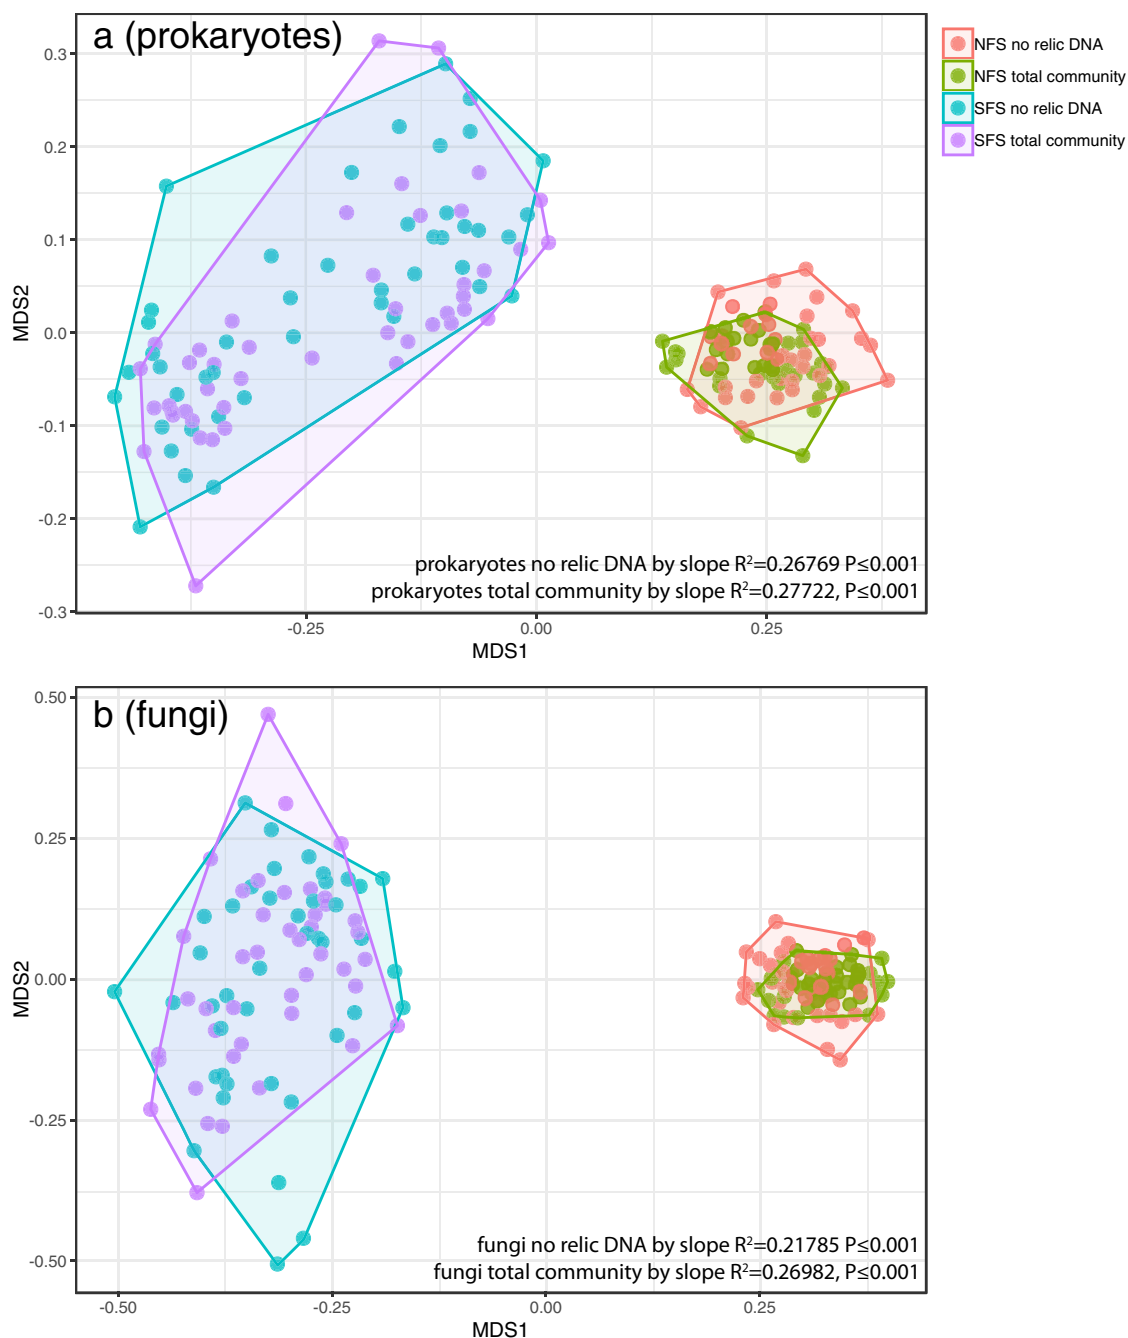 a (prokaryotes)
NFS no relic DNA
NFS total community
SFS no relic DNA
SFS total community
MDS2
0.3
0.2
0.1
0.0
-0.1
-0.2
-0.3
prokaryotes no relic DNA by slope R²=0.26769 P≤0.001
prokaryotes total community by slope R²=0.27722, P≤0.001
-0.25 0.00 0.25
MDS1
b (fungi)
MDS2
0.50
0.25
0.00
-0.25
-0.50
fungi no relic DNA by slope R²=0.21785 P≤0.001
fungi total community by slope R²=0.26982, P≤0.001
-0.50 -0.25 0.00 0.25
MDS1